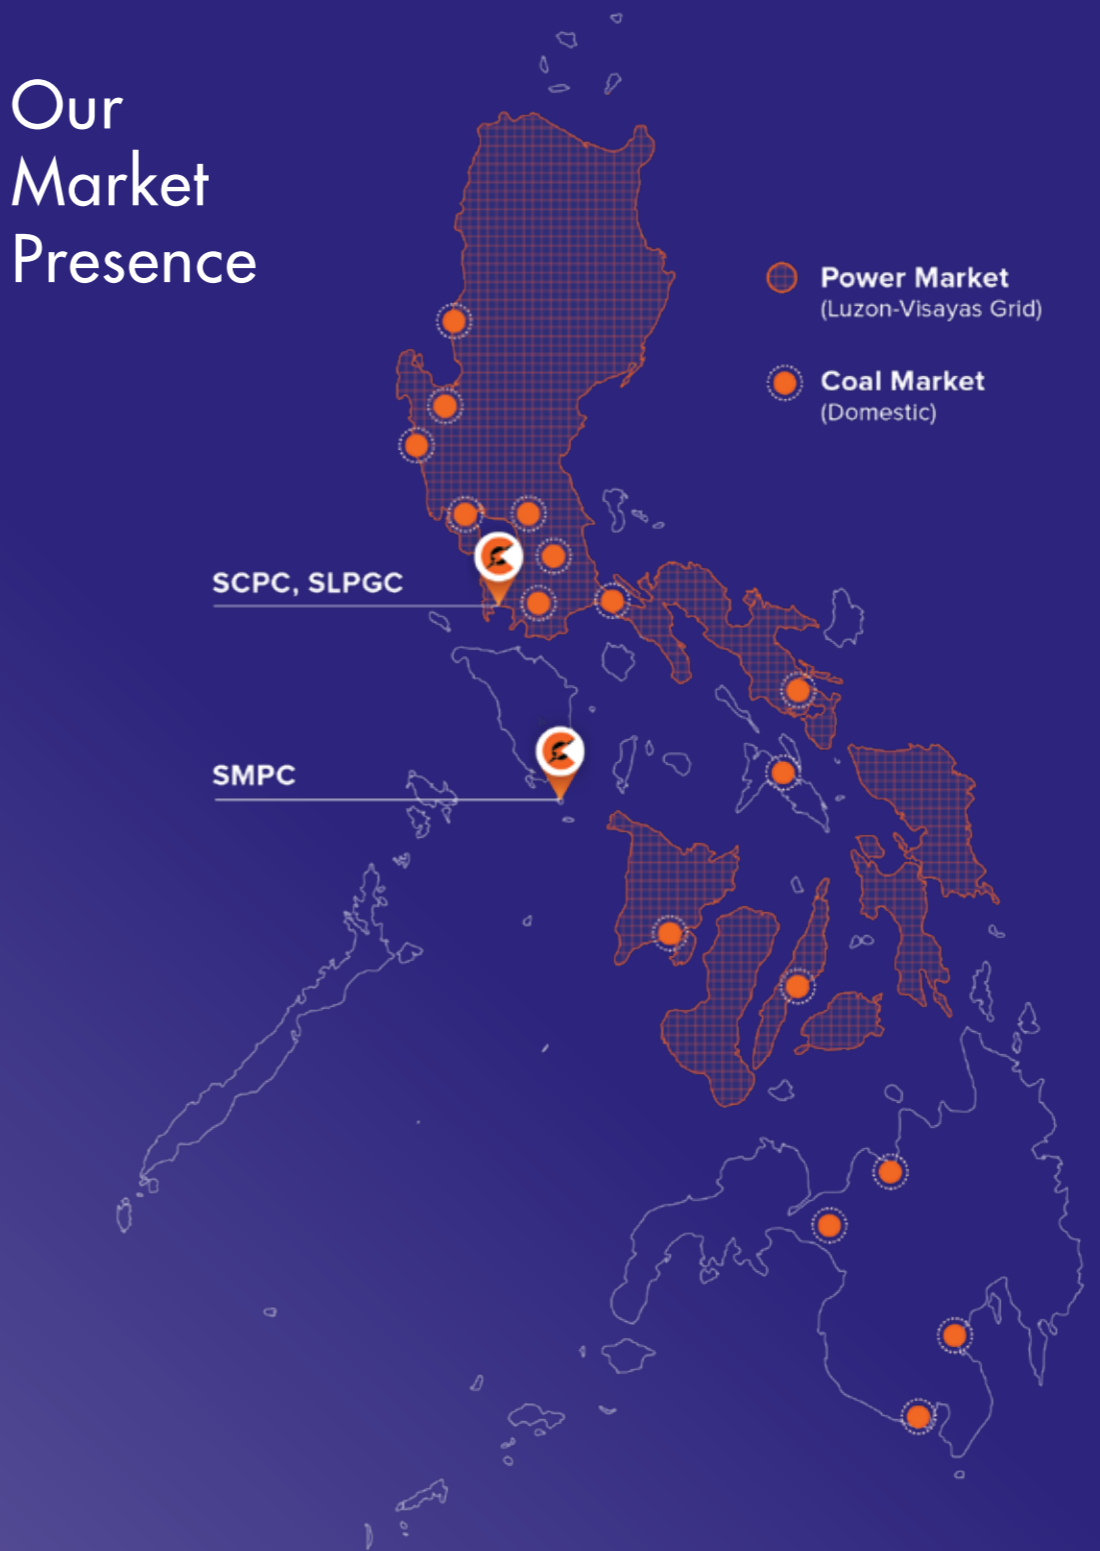 Our
Market
Presence
Power Market
(Luzon-Visayas Grid)
Coal Market
(Domestic)
SCPC, SLPGC
SMPC